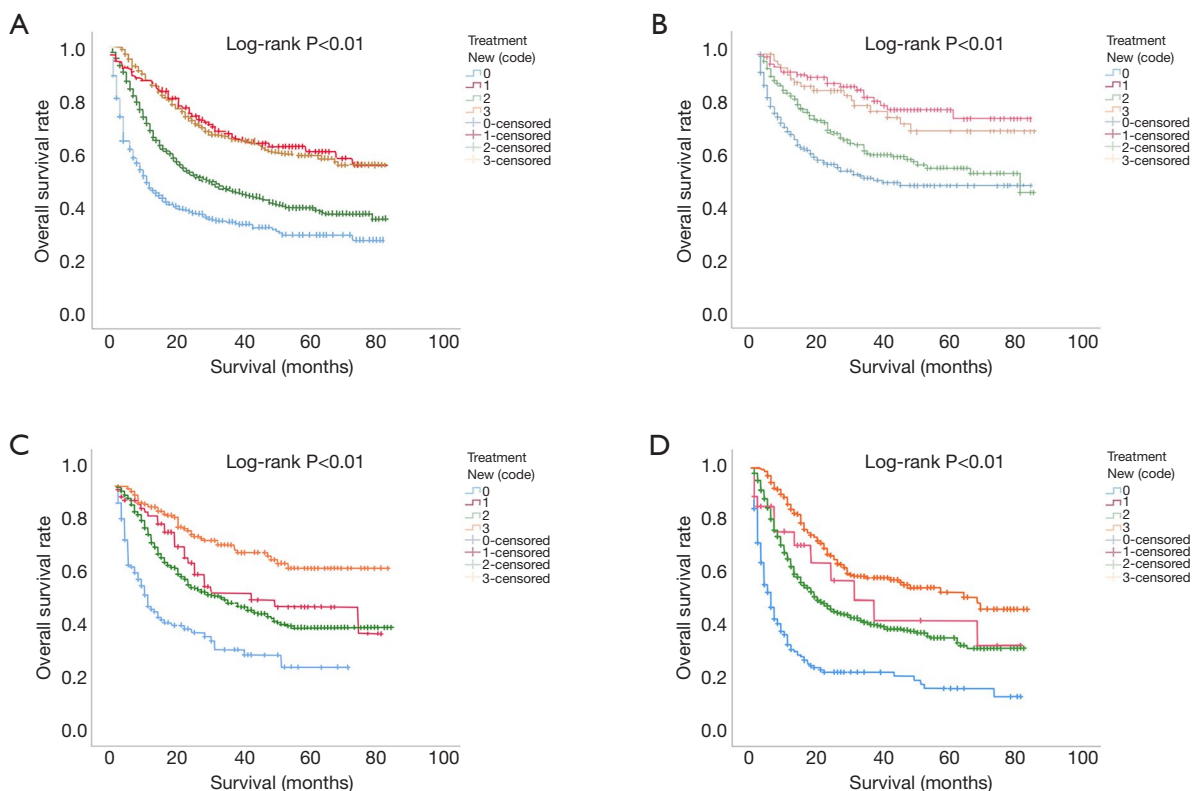 A
Log-rank P<0.01
Overall survival rate
1.0
0.8
0.6
0.4
0.2
0.0
0 20 40 60 80 100
Survival (months)
Treatment
New (code)
0
1
2
3
0-censored
1-censored
2-censored
3-censored
B
Log-rank P<0.01
Overall survival rate
1.0
0.8
0.6
0.4
0.2
0.0
0 20 40 60 80 100
Survival (months)
Treatment
New (code)
0
1
2
3
0-censored
1-censored
2-censored
3-censored
C
Log-rank P<0.01
Overall survival rate
1.0
0.8
0.6
0.4
0.2
0.0
0 20 40 60 80 100
Survival (months)
Treatment
New (code)
0
1
2
3
0-censored
1-censored
2-censored
3-censored
D
Log-rank P<0.01
Overall survival rate
1.0
0.8
0.6
0.4
0.2
0.0
0 20 40 60 80 100
Survival (months)
Treatment
New (code)
0
1
2
3
0-censored
1-censored
2-censored
3-censored